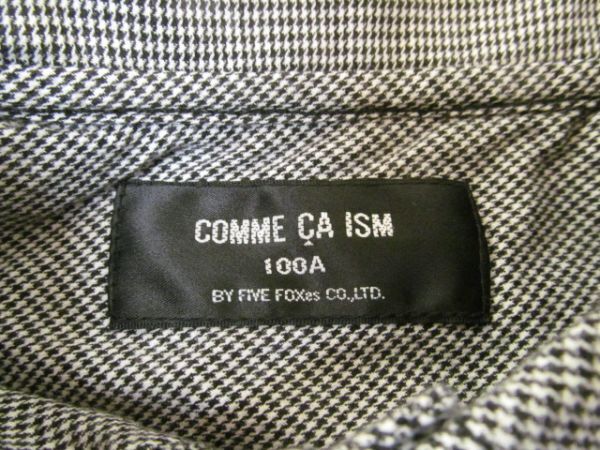 COMME ÇA ISM
100A
BY FIVE FOXes CO.,LTD.